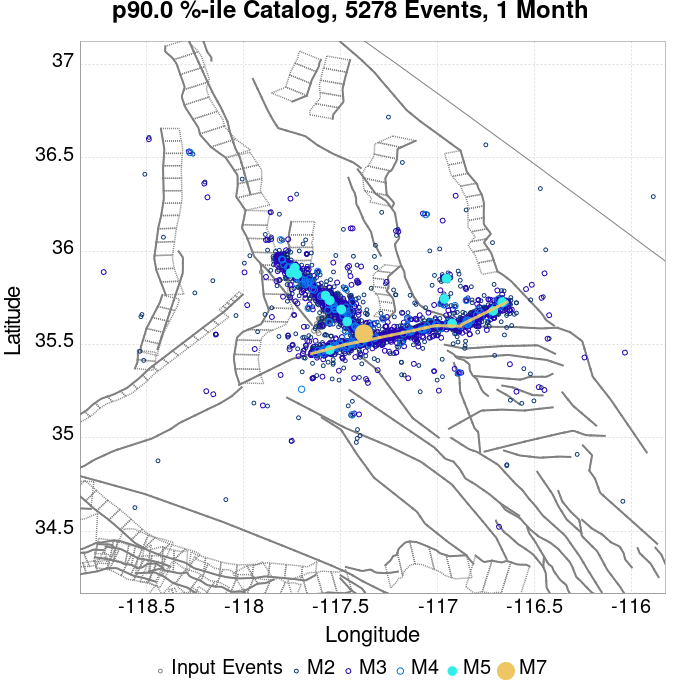 p90.0 %-ile Catalog, 5278 Events, 1 Month
37
36.5
36
35.5
35
34.5
Latitude
-118.5 -118 -117.5 -117 -116.5 -116
Longitude
Input Events M2 M3 M4 M5 M7